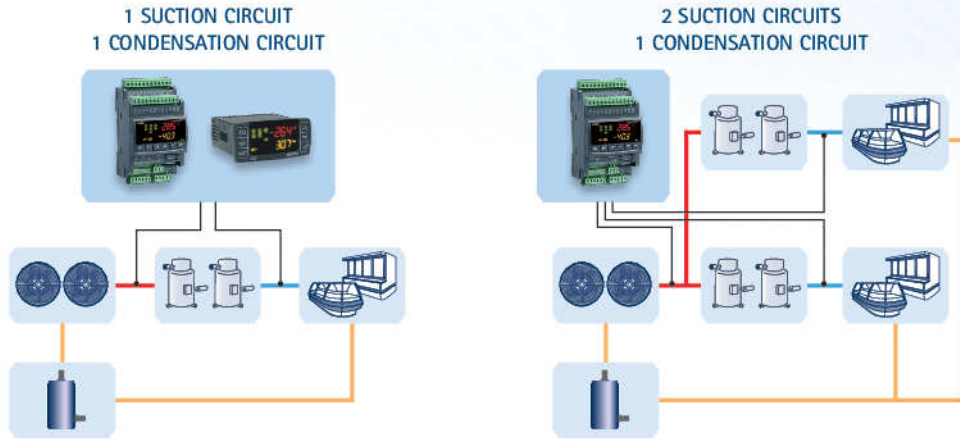 1 SUCTION CIRCUIT
1 CONDENSATION CIRCUIT
2 SUCTION CIRCUITS
1 CONDENSATION CIRCUIT